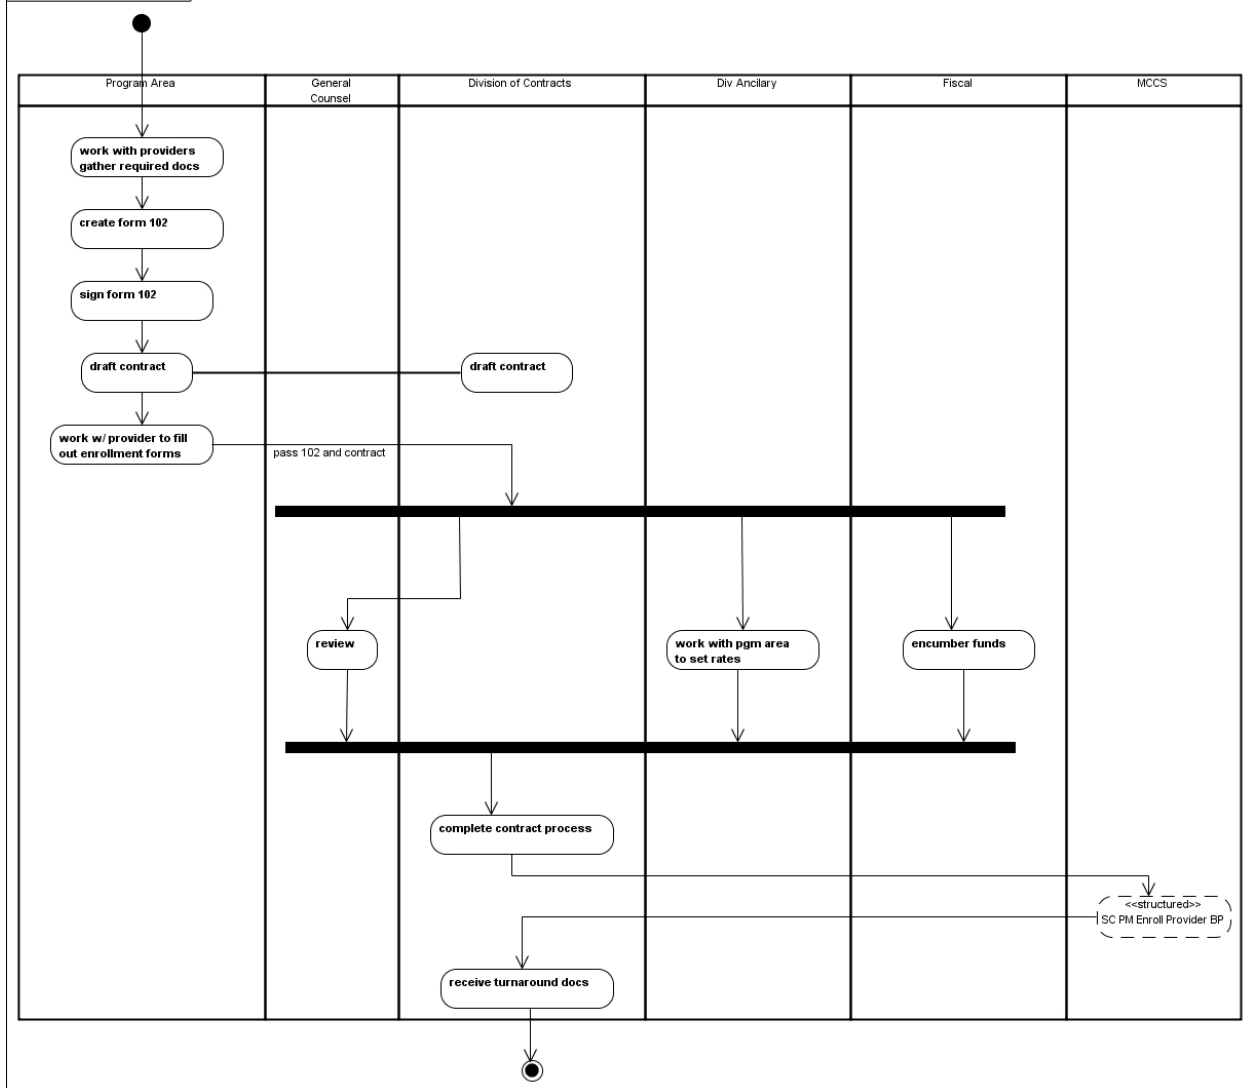 Program Area
General
Counsel
Division of Contracts
Div Ancilary
Fiscal
MCCS
work with providers
gather required docs
create form 102
sign form 102
draft contract
draft contract
work w/ provider to fill
out enrollment forms
pass 102 and contract
review
work with pgm area
to set rates
encumber funds
complete contract process
<<structured>>
SC PM Enroll Provider BP
receive turnaround docs